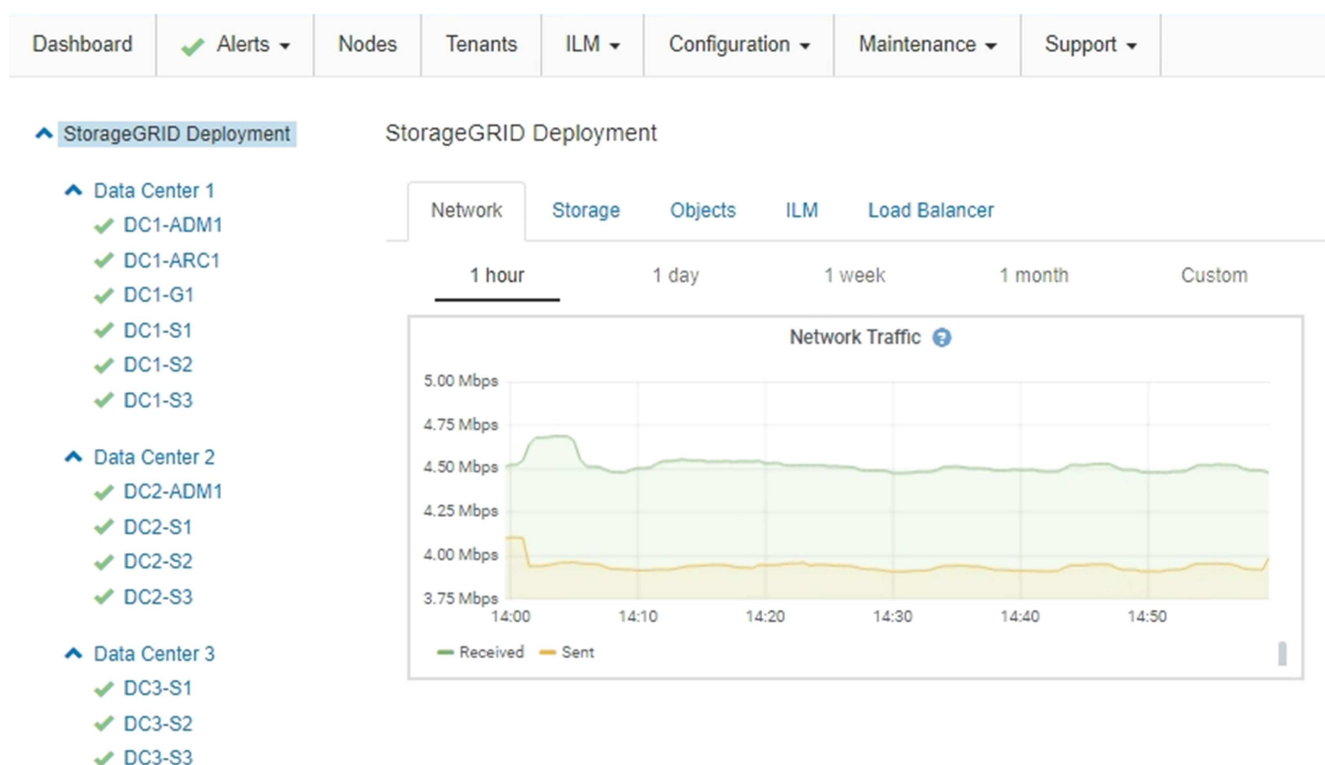 Dashboard Alerts Nodes Tenants ILM Configuration Maintenance Support
StorageGRID Deployment
Data Center 1
DC1-ADM1
DC1-ARC1
DC1-G1
DC1-S1
DC1-S2
DC1-S3
Data Center 2
DC2-ADM1
DC2-S1
DC2-S2
DC2-S3
Data Center 3
DC3-S1
DC3-S2
DC3-S3
StorageGRID Deployment
Network Storage Objects ILM Load Balancer
1 hour 1 day 1 week 1 month Custom
Network Traffic ?
5.00 Mbps
4.75 Mbps
4.50 Mbps
4.25 Mbps
4.00 Mbps
3.75 Mbps
14:00 14:10 14:20 14:30 14:40 14:50
Received Sent